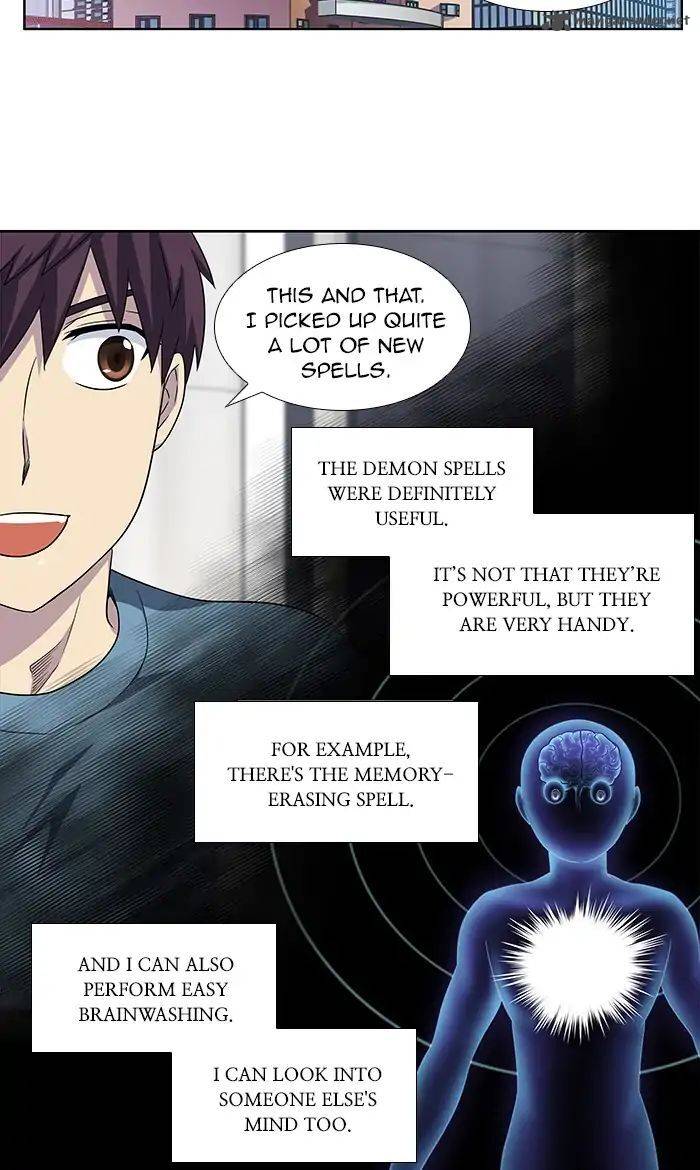 THIS AND THAT.
I PICKED UP QUITE
A LOT OF NEW
SPELLS.
THE DEMON SPELLS
WERE DEFINITELY
USEFUL.
IT'S NOT THAT THEY'RE
POWERFUL, BUT THEY
ARE VERY HANDY.
FOR EXAMPLE,
THERE'S THE MEMORY-
ERASING SPELL.
AND I CAN ALSO
PERFORM EASY
BRAINWASHING.
I CAN LOOK INTO
SOMEONE ELSE'S
MIND TOO.